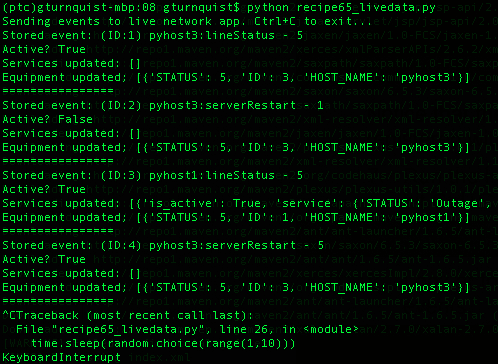 (ptc)gturnquist-mbp:08 gturnquist$ python recipe65_livedata.py
Sending events to live network app. Ctrl+C to exit...
Stored event: (ID:1) pyhost3:lineStatus - 5
Active? True
Services updated: []
Equipment updated; [{'STATUS': 5, 'ID': 3, 'HOST_NAME': 'pyhost3'}]
================
Stored event: (ID:2) pyhost3:serverRestart - 1
Active? False
Services updated: []
Equipment updated; [{'STATUS': 5, 'ID': 3, 'HOST_NAME': 'pyhost3'}]
================
Stored event: (ID:3) pyhost1:lineStatus - 5
Active? True
Services updated: [{'is_active': True, 'service': {'STATUS': 'Outage',
Equipment updated; [{'STATUS': 5, 'ID': 1, 'HOST_NAME': 'pyhost1'}]
================
Stored event: (ID:4) pyhost3:serverRestart - 5
Active? True
Services updated: []
Equipment updated; [{'STATUS': 5, 'ID': 3, 'HOST_NAME': 'pyhost3'}]
================
^CTraceback (most recent call last):
  File "recipe65_livedata.py", line 26, in <module>
    time.sleep(random.choice(range(1,10)))
KeyboardInterrupt